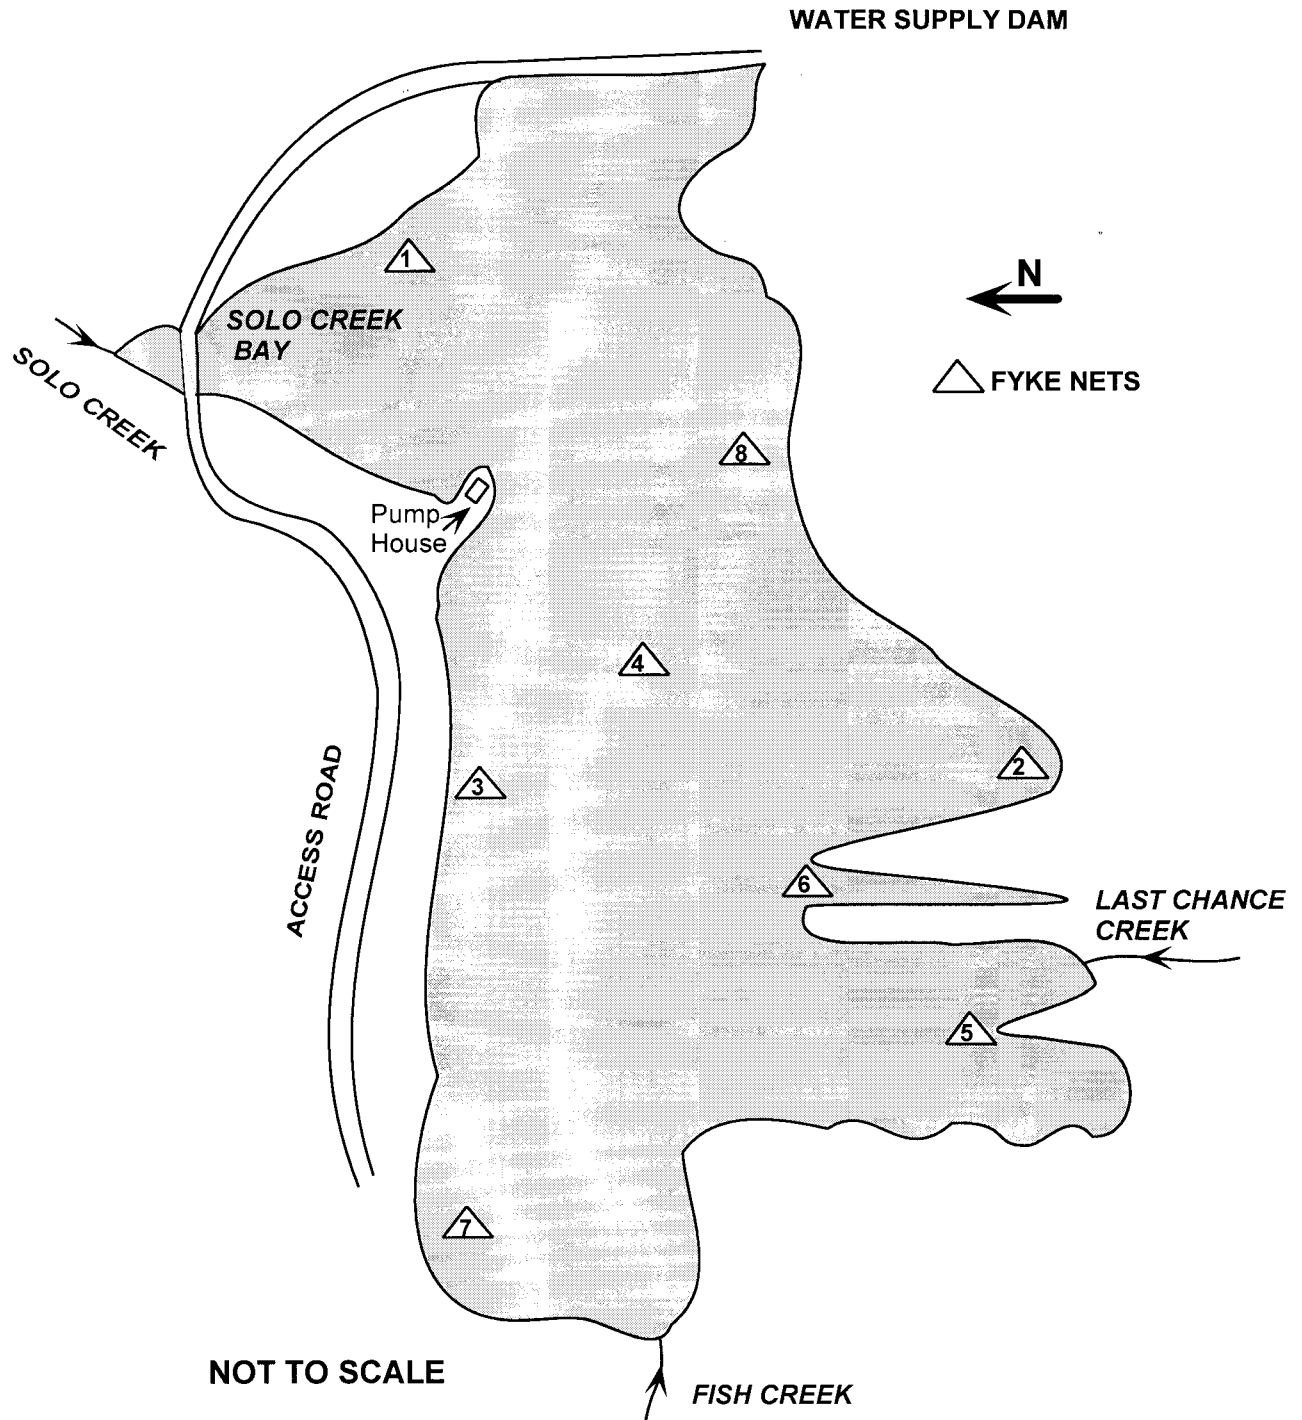 WATER SUPPLY DAM
1
N
SOLO CREEK
BAY
SOLO CREEK
FYKE NETS
8
Pump
House
4
2
3
ACCESS ROAD
6
LAST CHANCE
CREEK
5
7
NOT TO SCALE
FISH CREEK